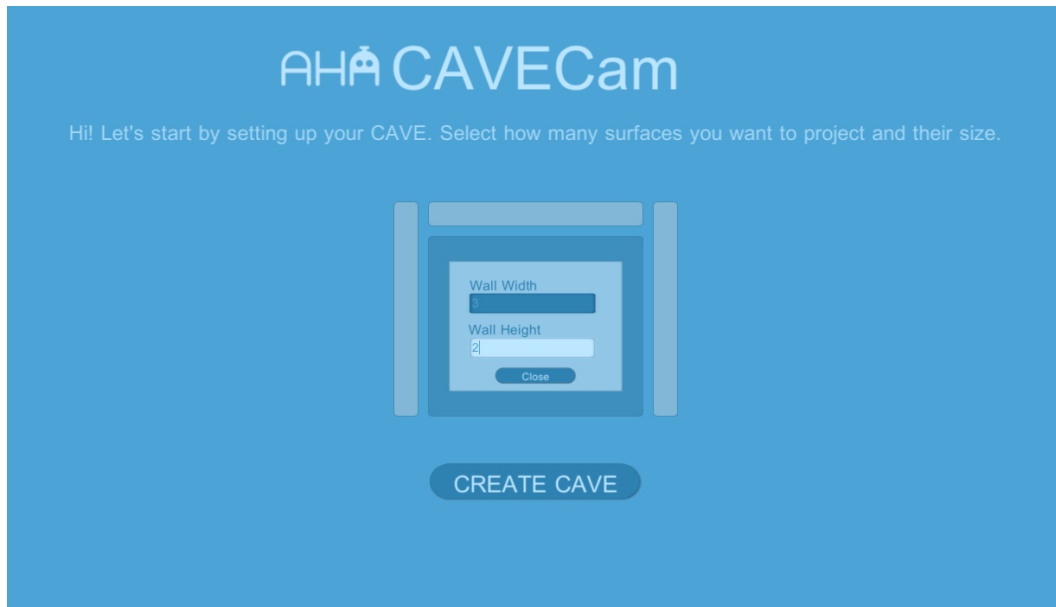 AHA CAVECam
Hi! Let's start by setting up your CAVE. Select how many surfaces you want to project and their size.
Wall Width
3
Wall Height
2
Close
CREATE CAVE